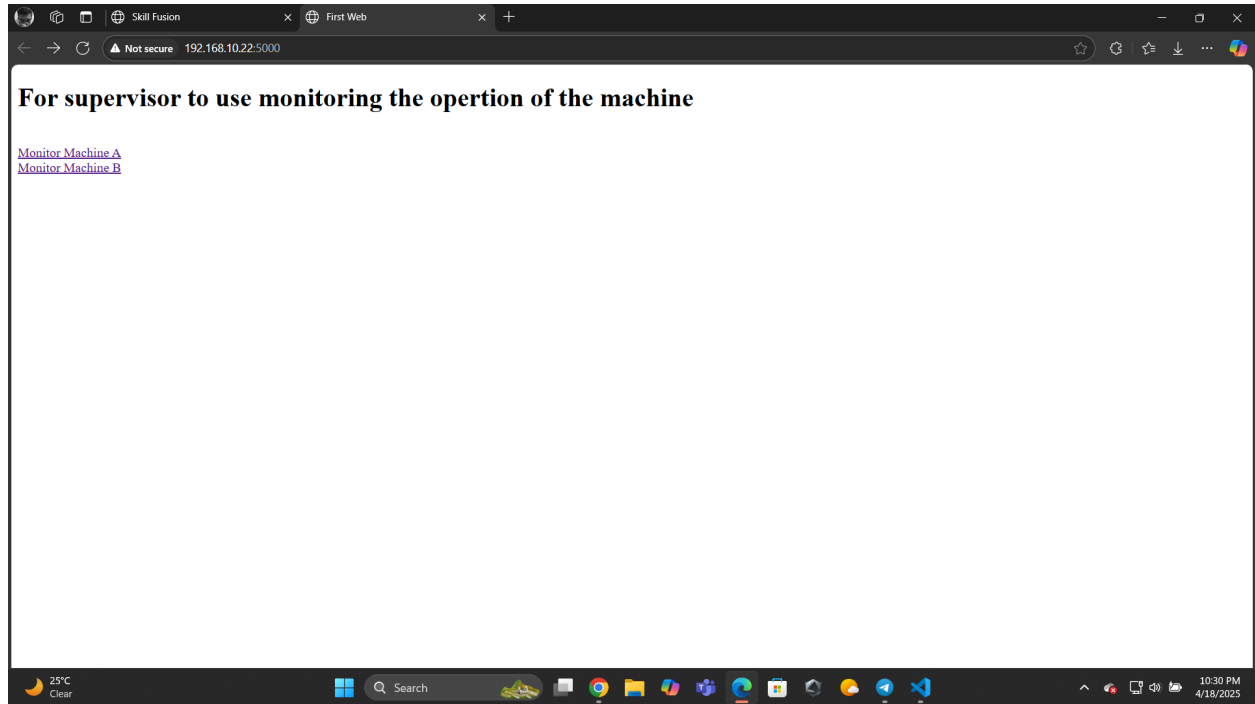 Skill Fusion
First Web
Not secure 192.168.10.22:5000
For supervisor to use monitoring the opertion of the machine
Monitor Machine A
Monitor Machine B
25°C
Clear
Search
10:30 PM
4/18/2025